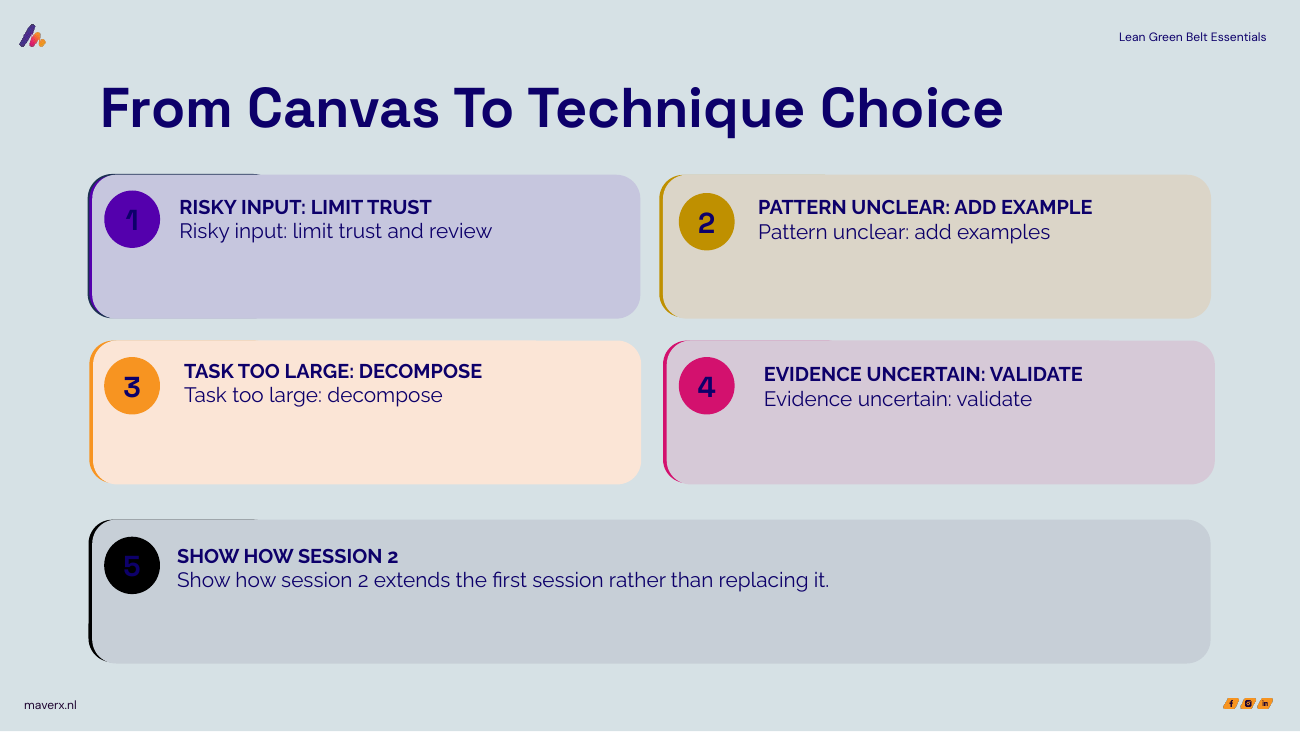 Lean Green Belt Essentials
From Canvas To Technique Choice
1
RISKY INPUT: LIMIT TRUST
Risky input: limit trust and review
2
PATTERN UNCLEAR: ADD EXAMPLE
Pattern unclear: add examples
3
TASK TOO LARGE: DECOMPOSE
Task too large: decompose
4
EVIDENCE UNCERTAIN: VALIDATE
Evidence uncertain: validate
5
SHOW HOW SESSION 2
Show how session 2 extends the first session rather than replacing it.
maverx.nl